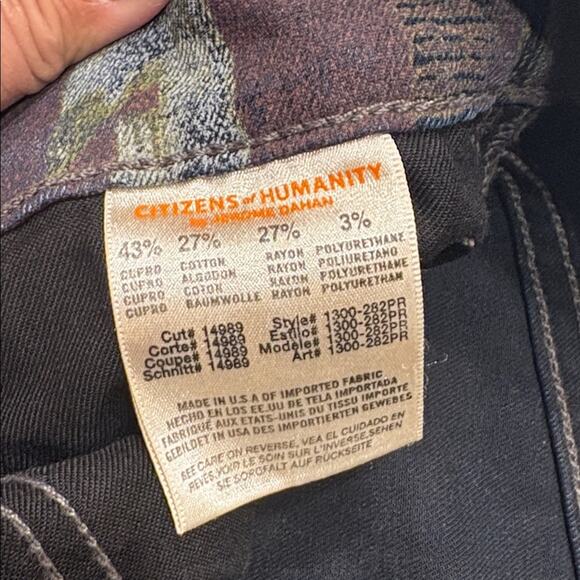 CITIZENS of HUMANITY
BY JEROME DAHAN
43% 27% 27% 3%
CUPRO COTTON RAYON POLYURETHANE
CUPRO ALGODON RAYON POLIURETANO
CUPRO COTON RAYON POLYURETHANE
CUPRO BAUMWOLLE RAYON POLYURETHAN
Cut# 14989 Style# 1300-282PR
Corte# 14989 Estilo# 1300-282PR
Coupe# 14989 Modele# 1300-282PR
Schnitt# 14989 Art# 1300-282PR
MADE IN U.S.A OF IMPORTED FABRIC
HECHO EN LOS EE.UU DE TELA IMPORTADA
FABRIQUE AUX ETATS-UNIS DU TISSU IMPORTE
GEBILDET IN USA DES IMPORTIERTEN GEWEBES
SEE CARE ON REVERSE, VEA EL CUIDADO EN
REVES, VOIR LE SOIN SUR L'INVERSE, SEHEN
SIE SORGFALT AUF RÜCKSEITE